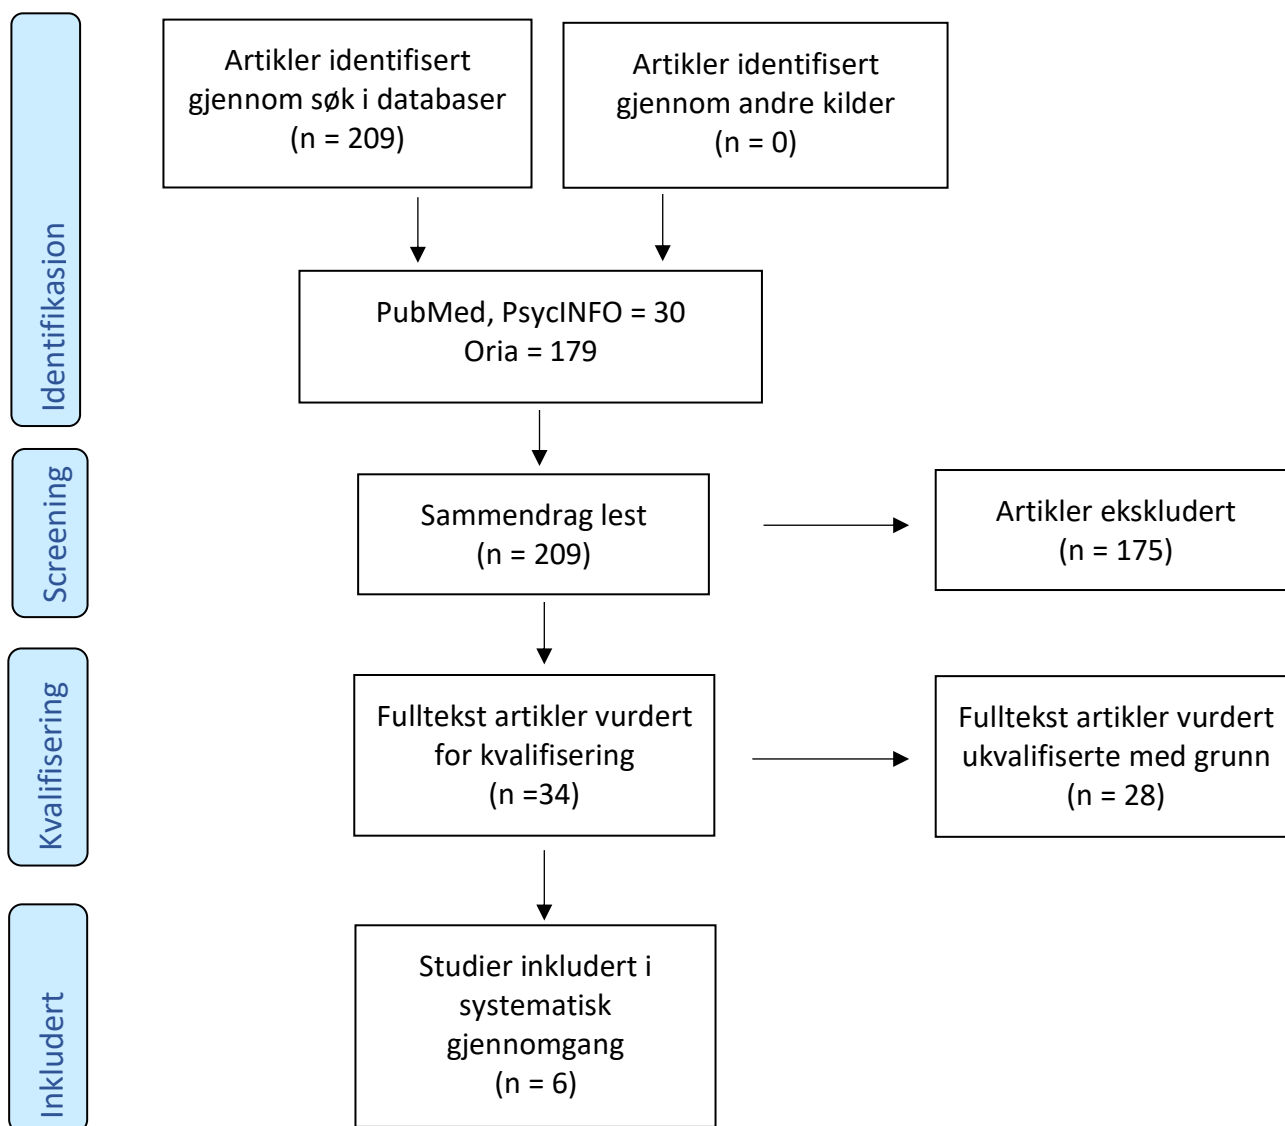 Identifikasjon
Artikler identifisert
gjennom søk i databaser
(n = 209)
Artikler identifisert
gjennom andre kilder
(n = 0)
PubMed, PsycINFO = 30
Oria = 179
Screening
Sammendrag lest
(n = 209)
Artikler ekskludert
(n = 175)
Kvalifisering
Fulltekst artikler vurdert
for kvalifisering
(n =34)
Fulltekst artikler vurdert
ukvalifiserte med grunn
(n = 28)
Inkludert
Studier inkludert i
systematisk
gjennomgang
(n = 6)